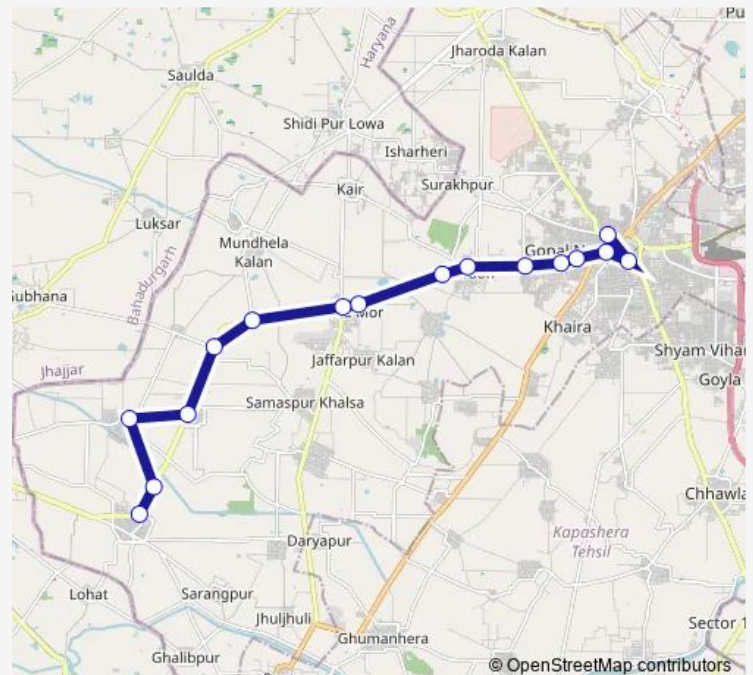 Pu
Haryana
Jharoda Kalan
Saulda
Shidi Pur Lowa
Isharheri
Surakhpur
Kair
Luksar
Mundhela
Kalan
Gopal N
Bahadurgarh
Subhana
Mor
Khaira
Jaffarpur Kalan
Shyam Vihar
Goyla
Jhajjar
Samaspur Khalsa
Chhawla
Kapashera
Tehsil
Daryapur
Lohat
Sarangpur
Jhuljhuli
Sector 1
Ghumanhera
Ghalibpur
© OpenStreetMap contributors